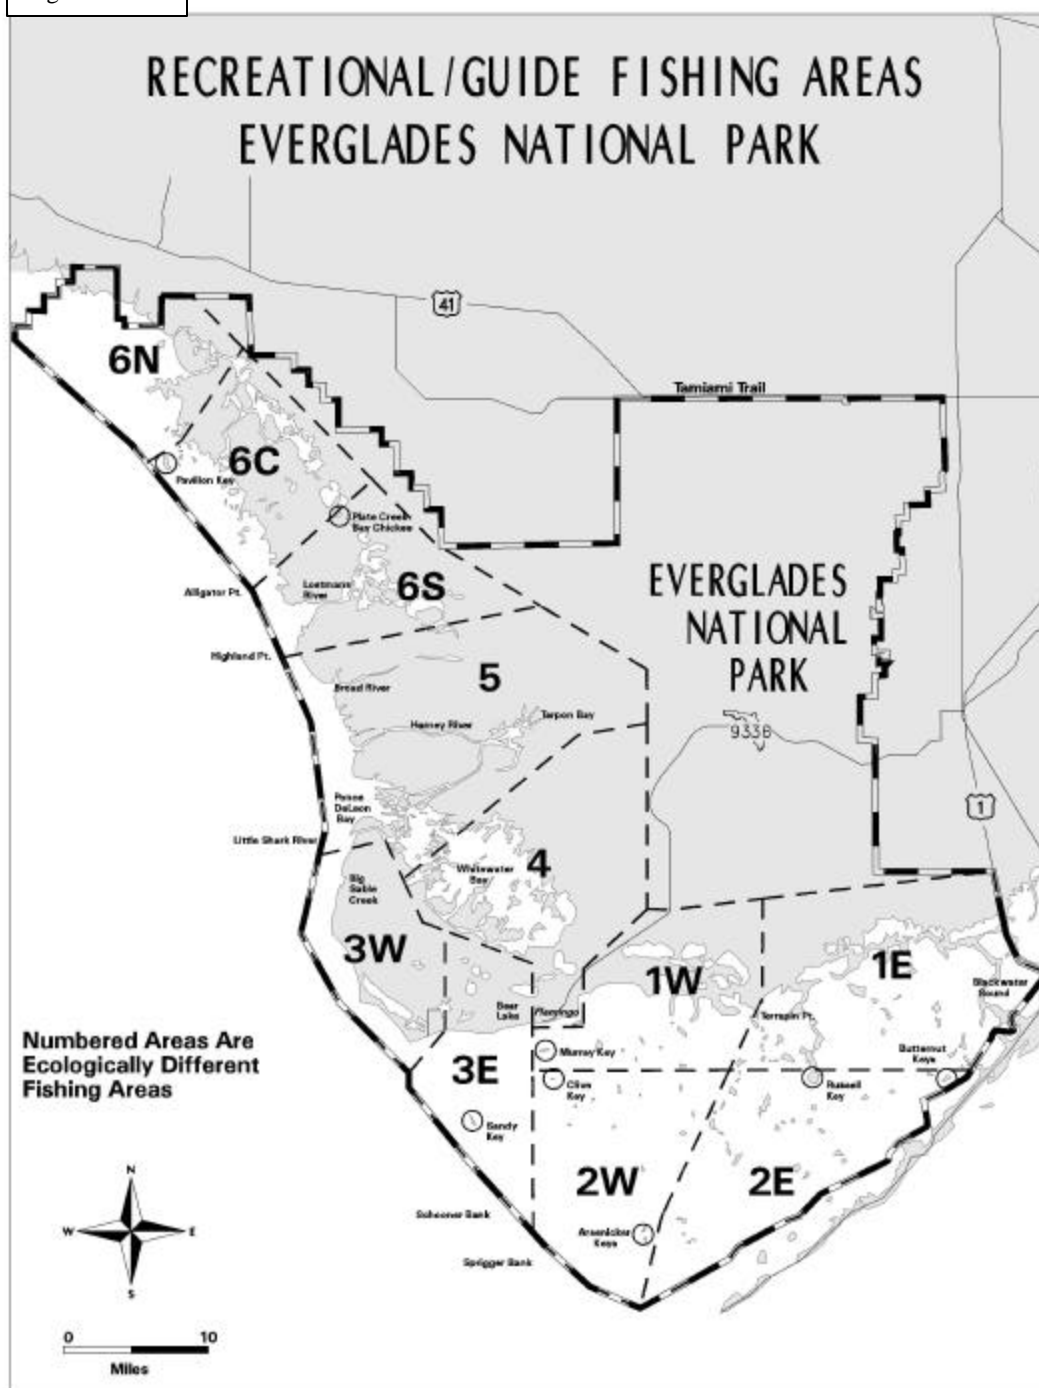 RECREATIONAL/GUIDE FISHING AREAS
EVERGLADES NATIONAL PARK
41
Tamiami Trail
6N
6C
Pavilion Key
Plate Creek
Bay Chickee
Alligator Pt.
Lostmans
River
6S
EVERGLADES
NATIONAL
PARK
Highland Pt.
5
Broad River
Harney River
Tarpon Bay
9336
Ponce
DeLeon
Bay
1
Little Shark River
Whitewater
Bay
4
Big
Sable
Creek
3W
1W
1E
Blackwater
Sound
Bear
Lake
Flamingo
Terrapin Pt.
Numbered Areas Are
Ecologically Different
Fishing Areas
3E
Murray Key
Butternut
Keys
Clive
Key
Russell
Key
Sandy
Key
2W
2E
N
W
E
S
Schooner Bank
Arsenicker
Keys
Sprigger Bank
0
10
Miles